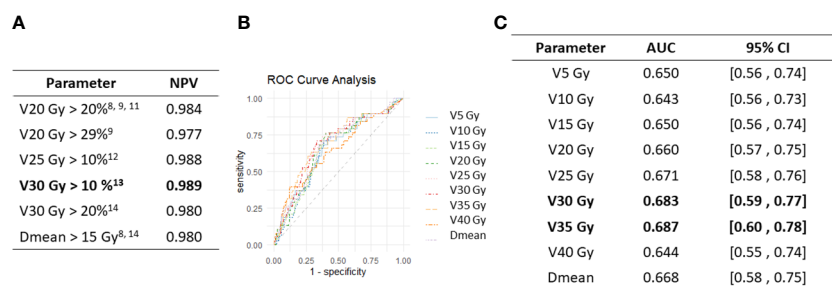 A
Parameter NPV
V20 Gy > 20%8, 9, 11 0.984
V20 Gy > 29%9 0.977
V25 Gy > 10%12 0.988
V30 Gy > 10 %13 0.989
V30 Gy > 20%14 0.980
Dmean > 15 Gy8, 14 0.980
B
ROC Curve Analysis
sensitivity
1.00
0.75
0.50
0.25
0.00
0.00 0.25 0.50 0.75 1.00
1 - specificity
V5 Gy
V10 Gy
V15 Gy
V20 Gy
V25 Gy
V30 Gy
V35 Gy
V40 Gy
Dmean
C
Parameter AUC 95% CI
V5 Gy 0.650 [0.56 , 0.74]
V10 Gy 0.643 [0.56 , 0.73]
V15 Gy 0.650 [0.56 , 0.74]
V20 Gy 0.660 [0.57 , 0.75]
V25 Gy 0.671 [0.58 , 0.76]
V30 Gy 0.683 [0.59 , 0.77]
V35 Gy 0.687 [0.60 , 0.78]
V40 Gy 0.644 [0.55 , 0.74]
Dmean 0.668 [0.58 , 0.75]